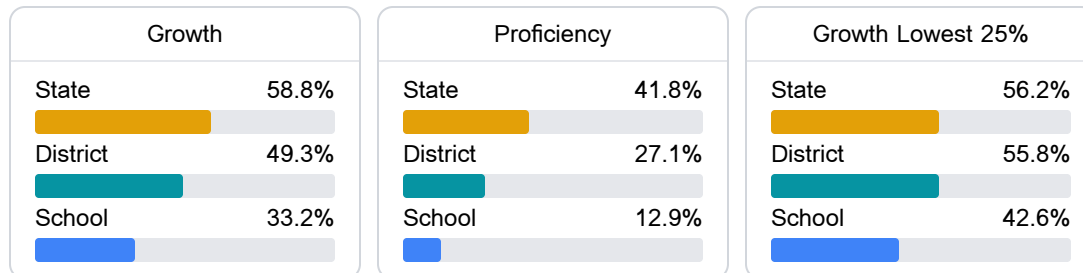 Growth
State 58.8%
District 49.3%
School 33.2%
Proficiency
State 41.8%
District 27.1%
School 12.9%
Growth Lowest 25%
State 56.2%
District 55.8%
School 42.6%